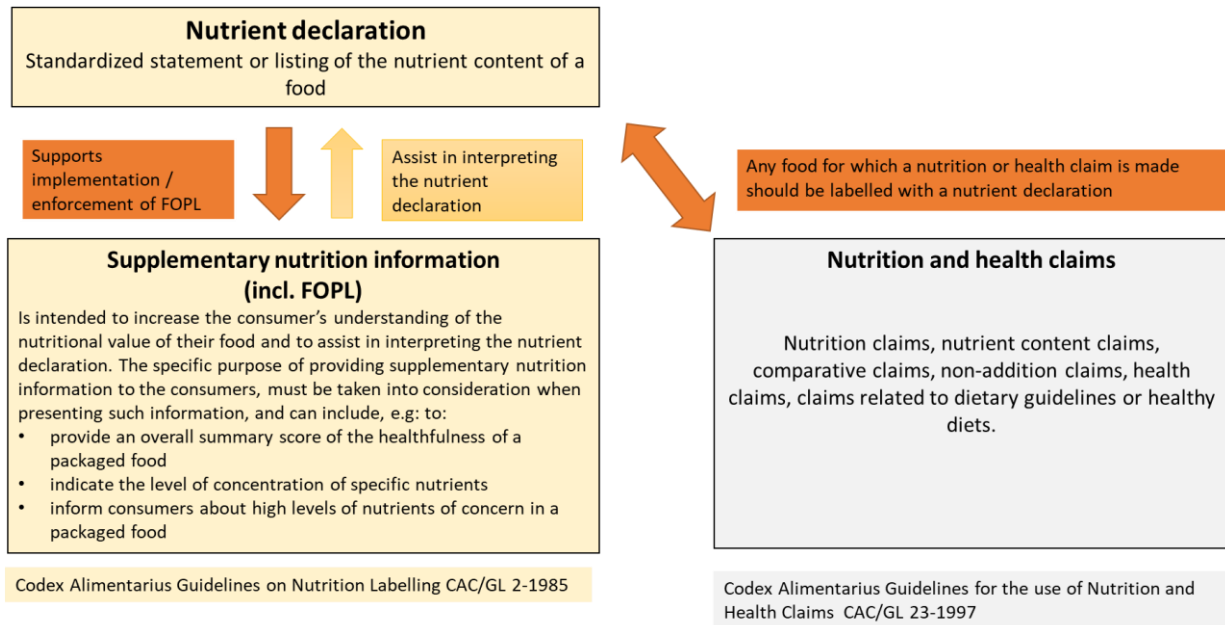 Nutrient declaration
Standardized statement or listing of the nutrient content of a
food
Supports
implementation /
enforcement of FOPL
Assist in interpreting
the nutrient
declaration
Any food for which a nutrition or health claim is made
should be labelled with a nutrient declaration
Supplementary nutrition information
(incl. FOPL)
Is intended to increase the consumer's understanding of the
nutritional value of their food and to assist in interpreting the nutrient
declaration. The specific purpose of providing supplementary nutrition
information to the consumers, must be taken into consideration when
presenting such information, and can include, e.g: to:
• provide an overall summary score of the healthfulness of a
packaged food
• indicate the level of concentration of specific nutrients
• inform consumers about high levels of nutrients of concern in a
packaged food
Nutrition and health claims
Nutrition claims, nutrient content claims,
comparative claims, non-addition claims, health
claims, claims related to dietary guidelines or healthy
diets.
Codex Alimentarius Guidelines on Nutrition Labelling CAC/GL 2-1985
Codex Alimentarius Guidelines for the use of Nutrition and
Health Claims CAC/GL 23-1997